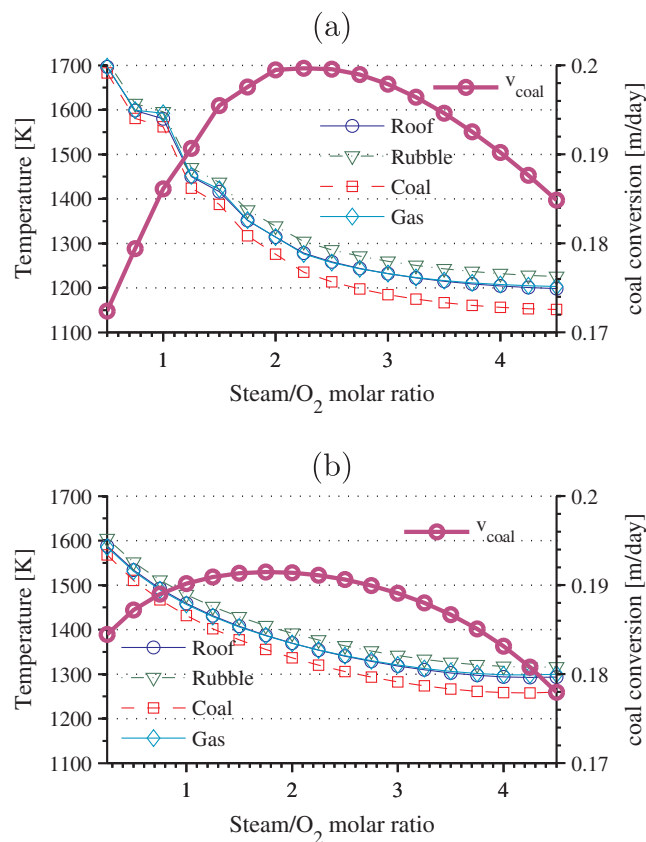 (a)
1700
1600
1500
1400
1300
1200
1100
Temperature [K]
0.2
0.19
0.18
0.17
coal conversion [m/day]
v_coal
Roof
Rubble
Coal
Gas
1 2 3 4
Steam/O₂ molar ratio
(b)
1700
1600
1500
1400
1300
1200
1100
Temperature [K]
0.2
0.19
0.18
0.17
coal conversion [m/day]
v_coal
Roof
Rubble
Coal
Gas
1 2 3 4
Steam/O₂ molar ratio